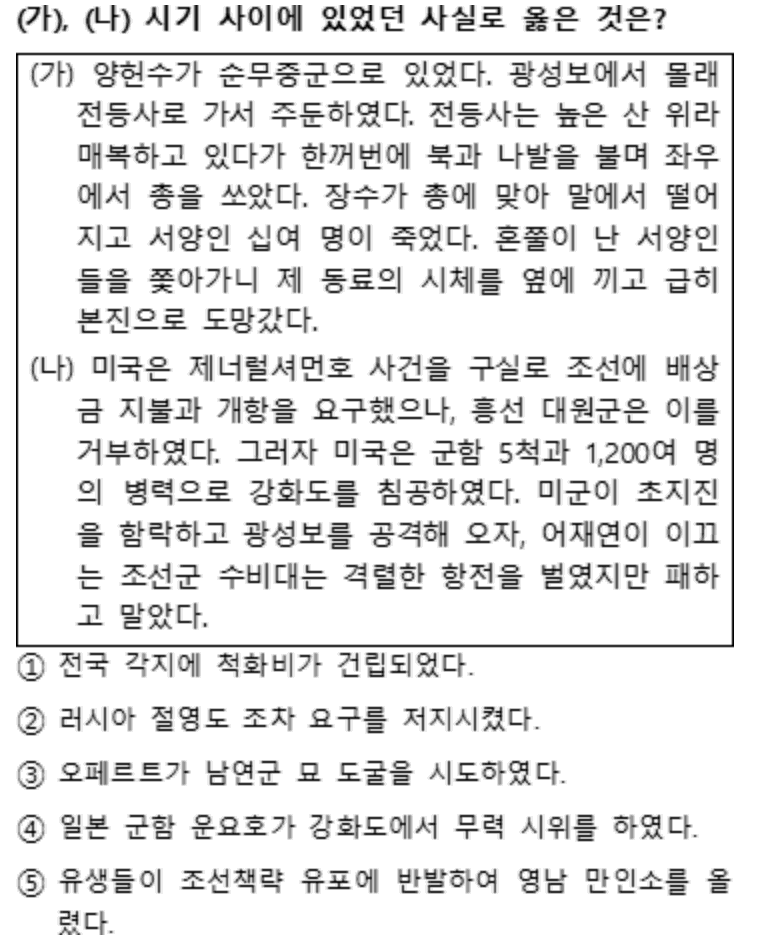 (가), (나) 시기 사이에 있었던 사실로 옳은 것은?
(가) 양헌수가 순무중군으로 있었다. 광성보에서 몰래
전등사로 가서 주둔하였다. 전등사는 높은 산 위라
매복하고 있다가 한꺼번에 북과 나발을 불며 좌우
에서 총을 쏘았다. 장수가 총에 맞아 말에서 떨어
지고 서양인 십여 명이 죽었다. 혼쭐이 난 서양인
들을 쫓아가니 제 동료의 시체를 옆에 끼고 급히
본진으로 도망갔다.
(나) 미국은 제너럴셔먼호 사건을 구실로 조선에 배상
금 지불과 개항을 요구했으나, 흥선 대원군은 이를
거부하였다. 그러자 미국은 군함 5척과 1,200여 명
의 병력으로 강화도를 침공하였다. 미군이 초지진
을 함락하고 광성보를 공격해 오자, 어재연이 이끄
는 조선군 수비대는 격렬한 항전을 벌였지만 패하
고 말았다.
① 전국 각지에 척화비가 건립되었다.
② 러시아 절영도 조차 요구를 저지시켰다.
③ 오페르트가 남연군 묘 도굴을 시도하였다.
④ 일본 군함 운요호가 강화도에서 무력 시위를 하였다.
⑤ 유생들이 조선책략 유포에 반발하여 영남 만인소를 올
렸다.